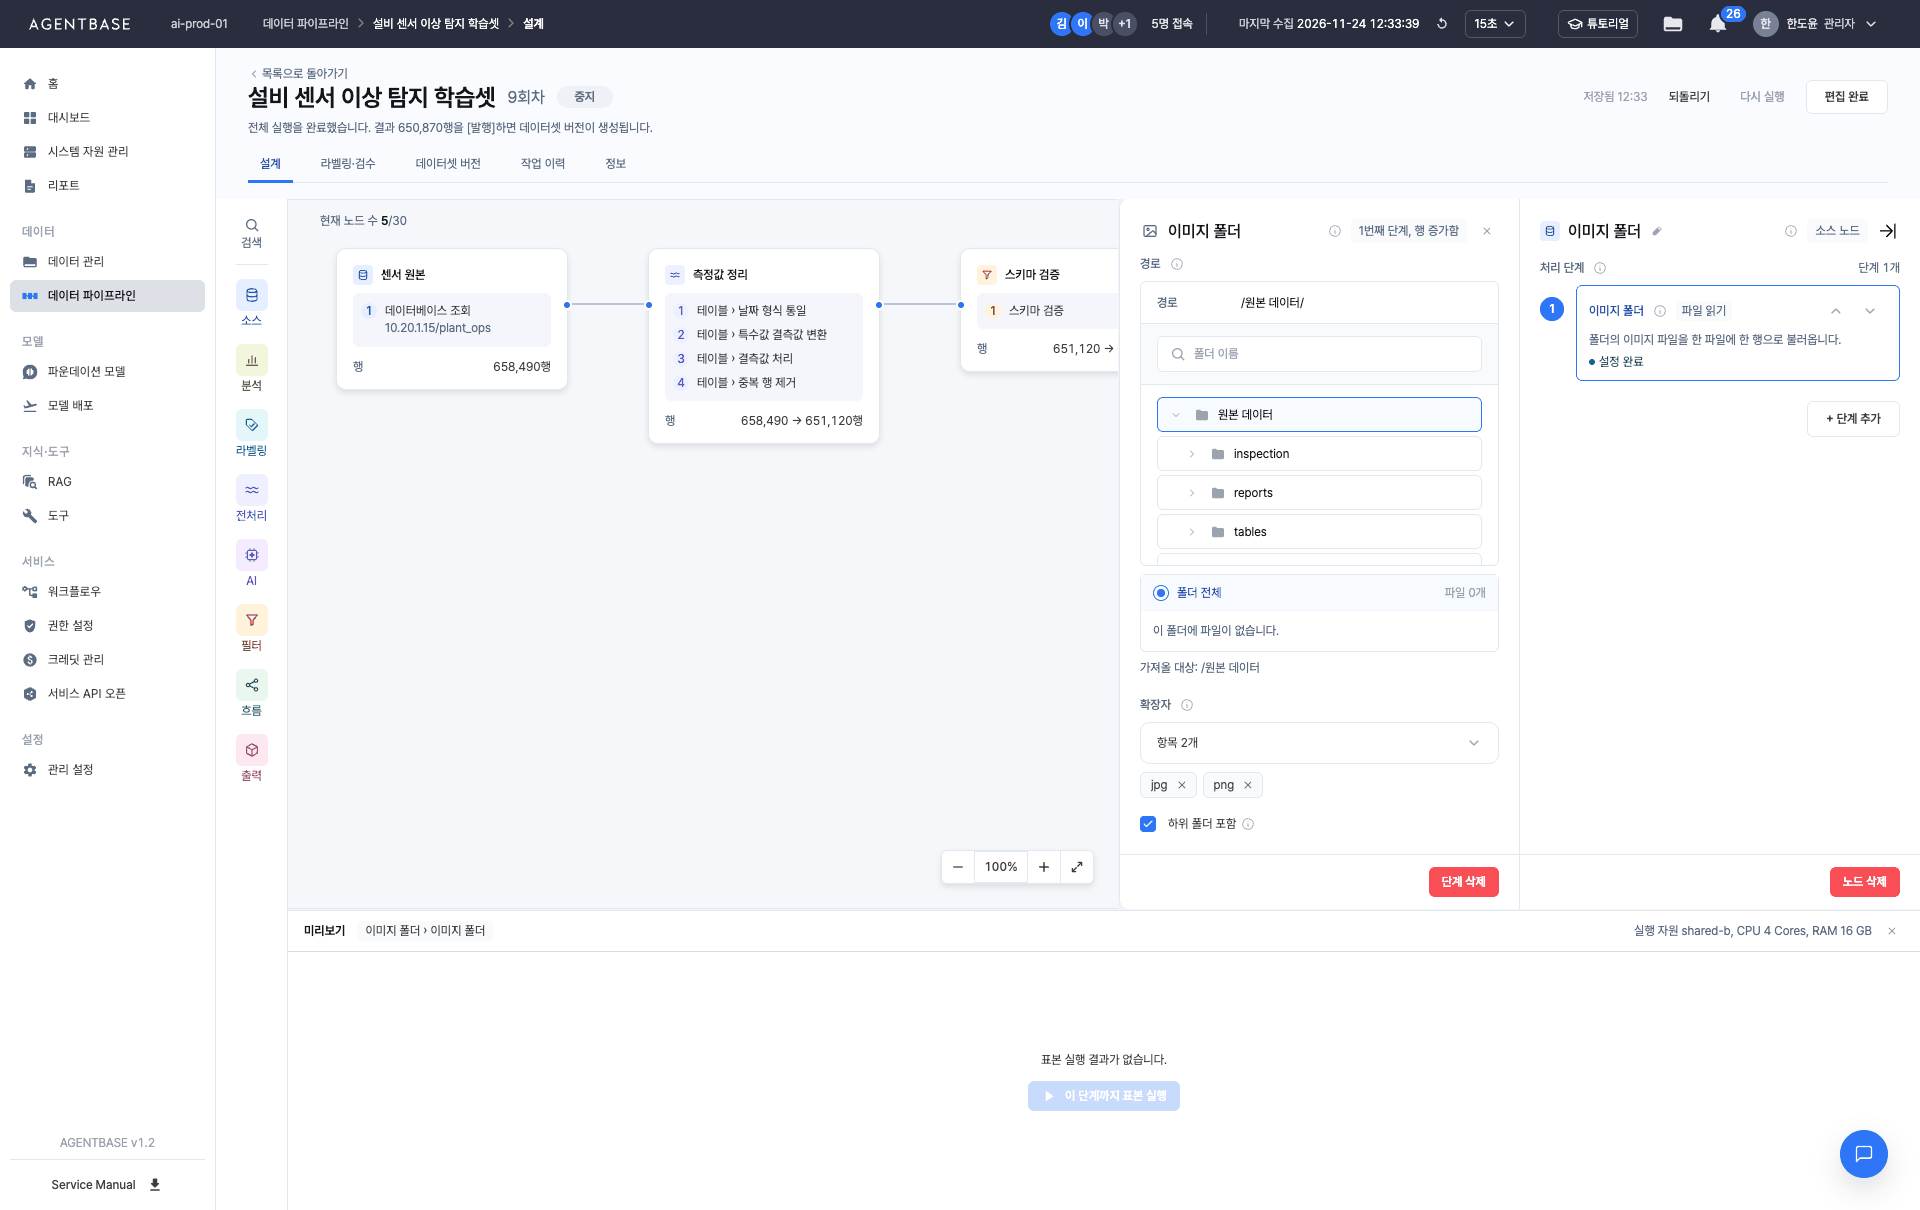 AGENTBASE
ai-prod-01
데이터 파이프라인 > 설비 센서 이상 탐지 학습셋 > 설계
김 이 박 +1 5명 접속
마지막 수집 2026-11-24 12:33:39
15초
튜토리얼
26
한 한도윤 관리자
홈
대시보드
시스템 자원 관리
리포트
데이터
데이터 관리
데이터 파이프라인
모델
파운데이션 모델
모델 배포
지식·도구
RAG
도구
서비스
워크플로우
권한 설정
크레딧 관리
서비스 API 오픈
설정
관리 설정
AGENTBASE v1.2
Service Manual
목록으로 돌아가기
설비 센서 이상 탐지 학습셋 9회차 중지
전체 실행을 완료했습니다. 결과 650,870행을 [발행]하면 데이터셋 버전이 생성됩니다.
저장됨 12:33 되돌리기 다시 실행 편집 완료
설계 라벨링·검수 데이터셋 버전 작업 이력 정보
검색
소스
분석
라벨링
전처리
AI
필터
흐름
출력
현재 노드 수 5/30
센서 원본
1 데이터베이스 조회
10.20.1.15/plant_ops
행 658,490행
측정값 정리
1 테이블 › 날짜 형식 통일
2 테이블 › 특수값 결측값 변환
3 테이블 › 결측값 처리
4 테이블 › 중복 행 제거
행 658,490 → 651,120행
스키마 검증
1 스키마 검증
행 651,120 →
100%
이미지 폴더 1번째 단계, 행 증가함
경로
경로 /원본 데이터/
폴더 이름
원본 데이터
inspection
reports
tables
폴더 전체 파일 0개
이 폴더에 파일이 없습니다.
가져올 대상: /원본 데이터
확장자
항목 2개
jpg png
하위 폴더 포함
단계 삭제
이미지 폴더 소스 노드
처리 단계 단계 1개
1 이미지 폴더 파일 읽기
폴더의 이미지 파일을 한 파일에 한 행으로 불러옵니다.
설정 완료
+ 단계 추가
노드 삭제
미리보기 이미지 폴더 › 이미지 폴더
실행 자원 shared-b, CPU 4 Cores, RAM 16 GB
표본 실행 결과가 없습니다.
이 단계까지 표본 실행